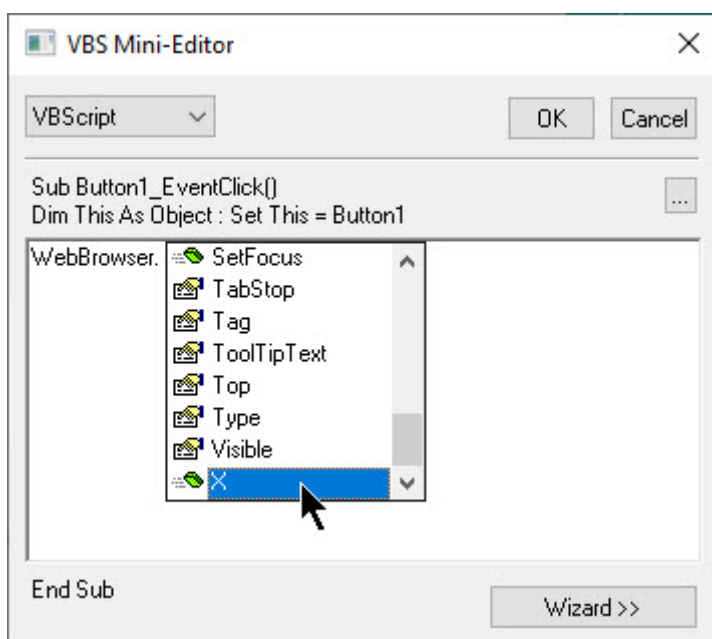 VBS Mini-Editor
VBScript
OK
Cancel
Sub Button1_EventClick()
Dim This As Object : Set This = Button1
...
WebBrowser.
SetFocus
TabStop
Tag
ToolTipText
Top
Type
Visible
X
End Sub
Wizard >>